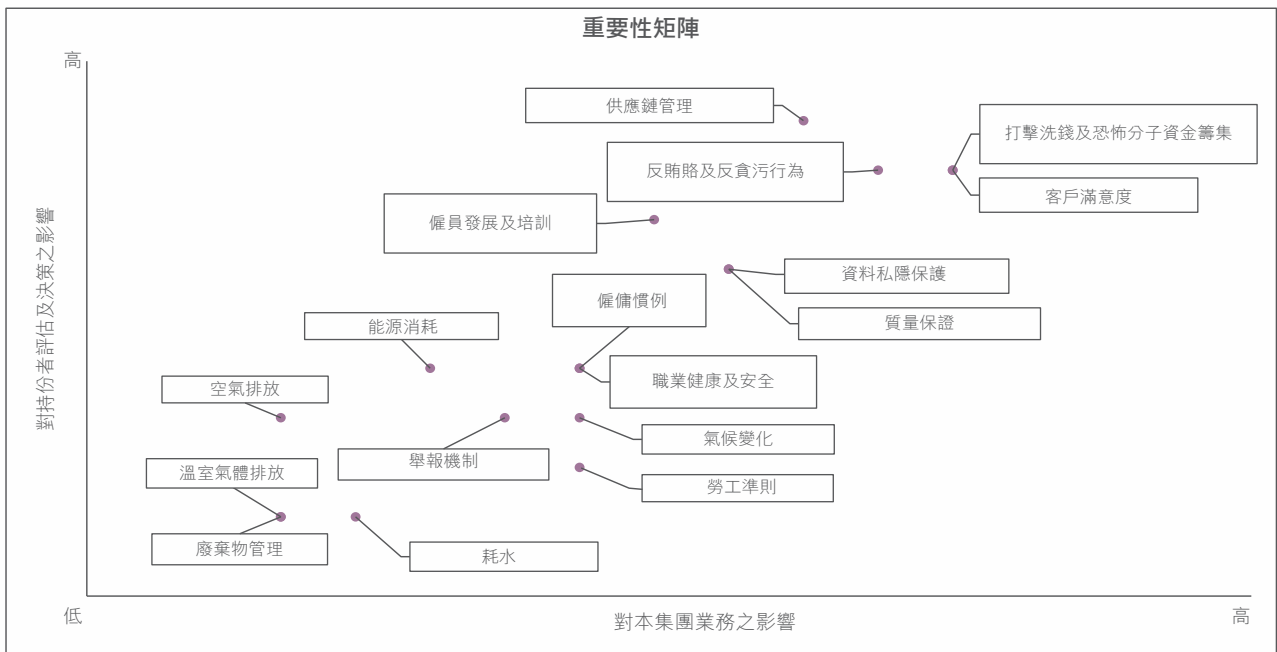 重要性矩陣
高
供應鏈管理
打擊洗錢及恐怖分子資金籌集
反賄賂及反貪污行為
客戶滿意度
僱員發展及培訓
對持份者評估及決策之影響
資料私隱保護
僱傭慣例
質量保證
能源消耗
職業健康及安全
空氣排放
氣候變化
舉報機制
溫室氣體排放
勞工準則
廢棄物管理
耗水
低
對本集團業務之影響
高